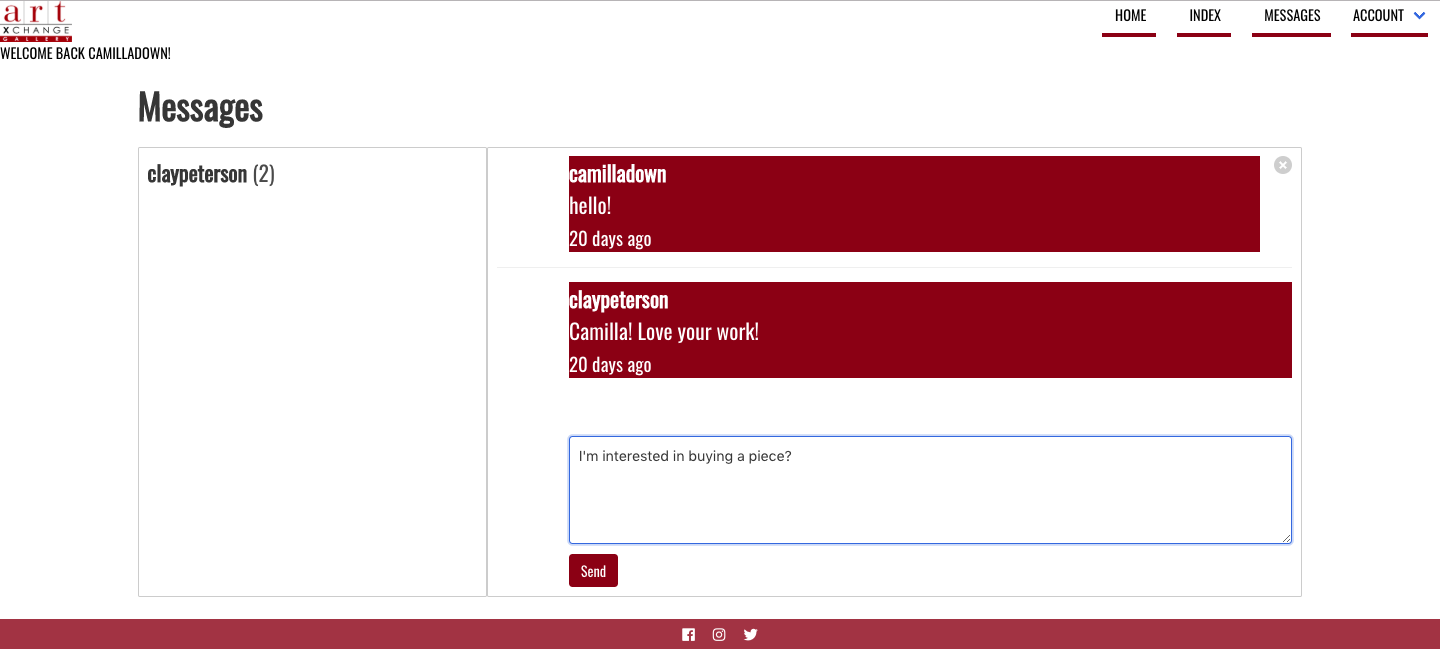 art
XCHANGE
GALLERY
HOME INDEX MESSAGES ACCOUNT
WELCOME BACK CAMILLADOWN!
Messages
claypeterson (2)
camilladown
hello!
20 days ago
claypeterson
Camilla! Love your work!
20 days ago
I'm interested in buying a piece?
Send